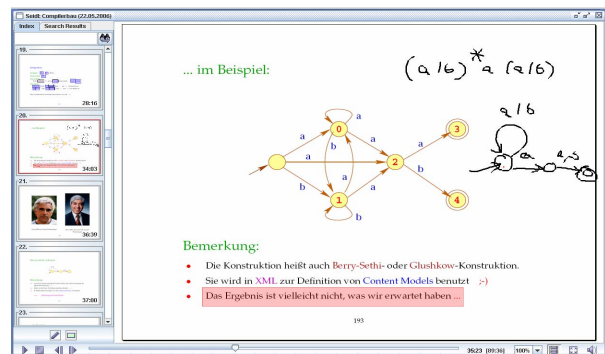 Seidl: Compilerbau (22.05.2006)
Index Search Results
19.
28:16
20.
34:03
21.
36:39
22.
37:00
23.
... im Beispiel:
(a|b)*a(a|b)
a|b
a
a,b
a
0
a
3
a
b
a
a
2
b
a
b
b
1
4
b
Bemerkung:
• Die Konstruktion heißt auch Berry-Sethi- oder Glushkow-Konstruktion.
• Sie wird in XML zur Definition von Content Models benutzt ;-)
• Das Ergebnis ist vielleicht nicht, was wir erwartet haben ...
193
35:23 [09:36] 100%